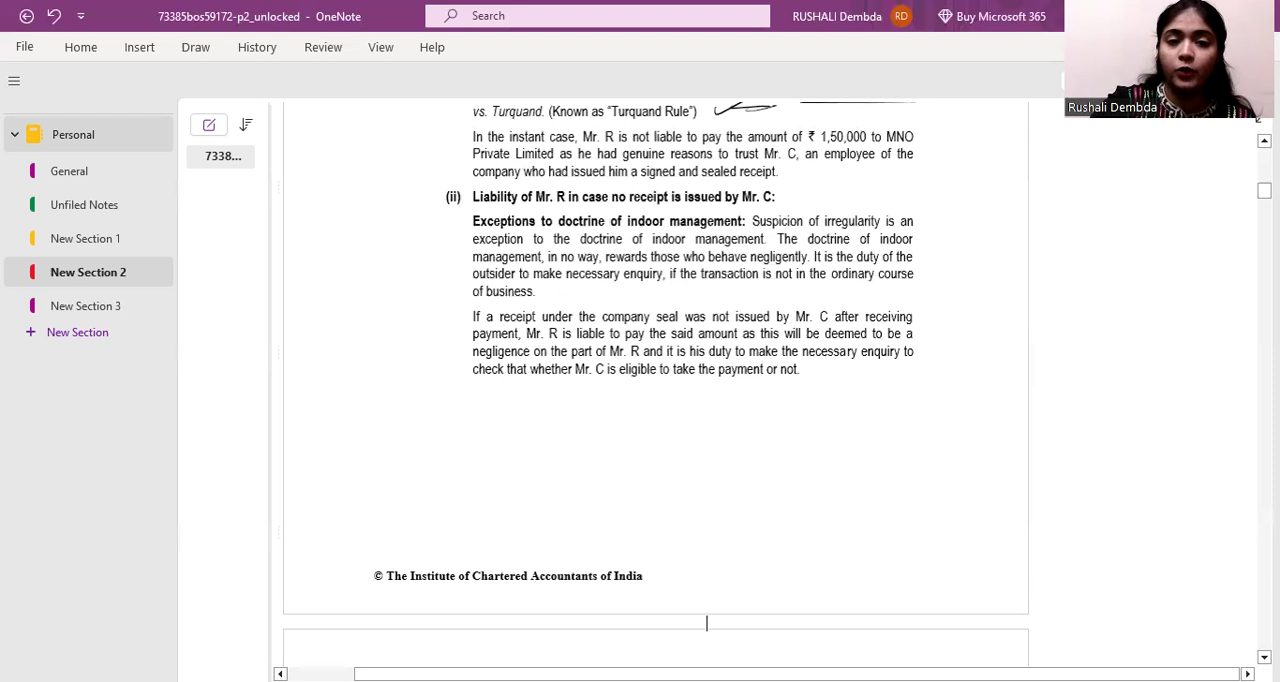 73385bos59172-p2_unlocked - OneNote
Search
RUSHALI Dembda
RD
Buy Microsoft 365
File
Home
Insert
Draw
History
Review
View
Help
Rushali Dembda
Personal
General
Unfiled Notes
New Section 1
New Section 2
New Section 3
+ New Section
7338...
vs. Turquand. (Known as “Turquand Rule”)
In the instant case, Mr. R is not liable to pay the amount of ₹ 1,50,000 to MNO
Private Limited as he had genuine reasons to trust Mr. C, an employee of the
company who had issued him a signed and sealed receipt.
(ii) Liability of Mr. R in case no receipt is issued by Mr. C:
Exceptions to doctrine of indoor management: Suspicion of irregularity is an
exception to the doctrine of indoor management. The doctrine of indoor
management, in no way, rewards those who behave negligently. It is the duty of the
outsider to make necessary enquiry, if the transaction is not in the ordinary course
of business.
If a receipt under the company seal was not issued by Mr. C after receiving
payment, Mr. R is liable to pay the said amount as this will be deemed to be a
negligence on the part of Mr. R and it is his duty to make the necessary enquiry to
check that whether Mr. C is eligible to take the payment or not.
© The Institute of Chartered Accountants of India